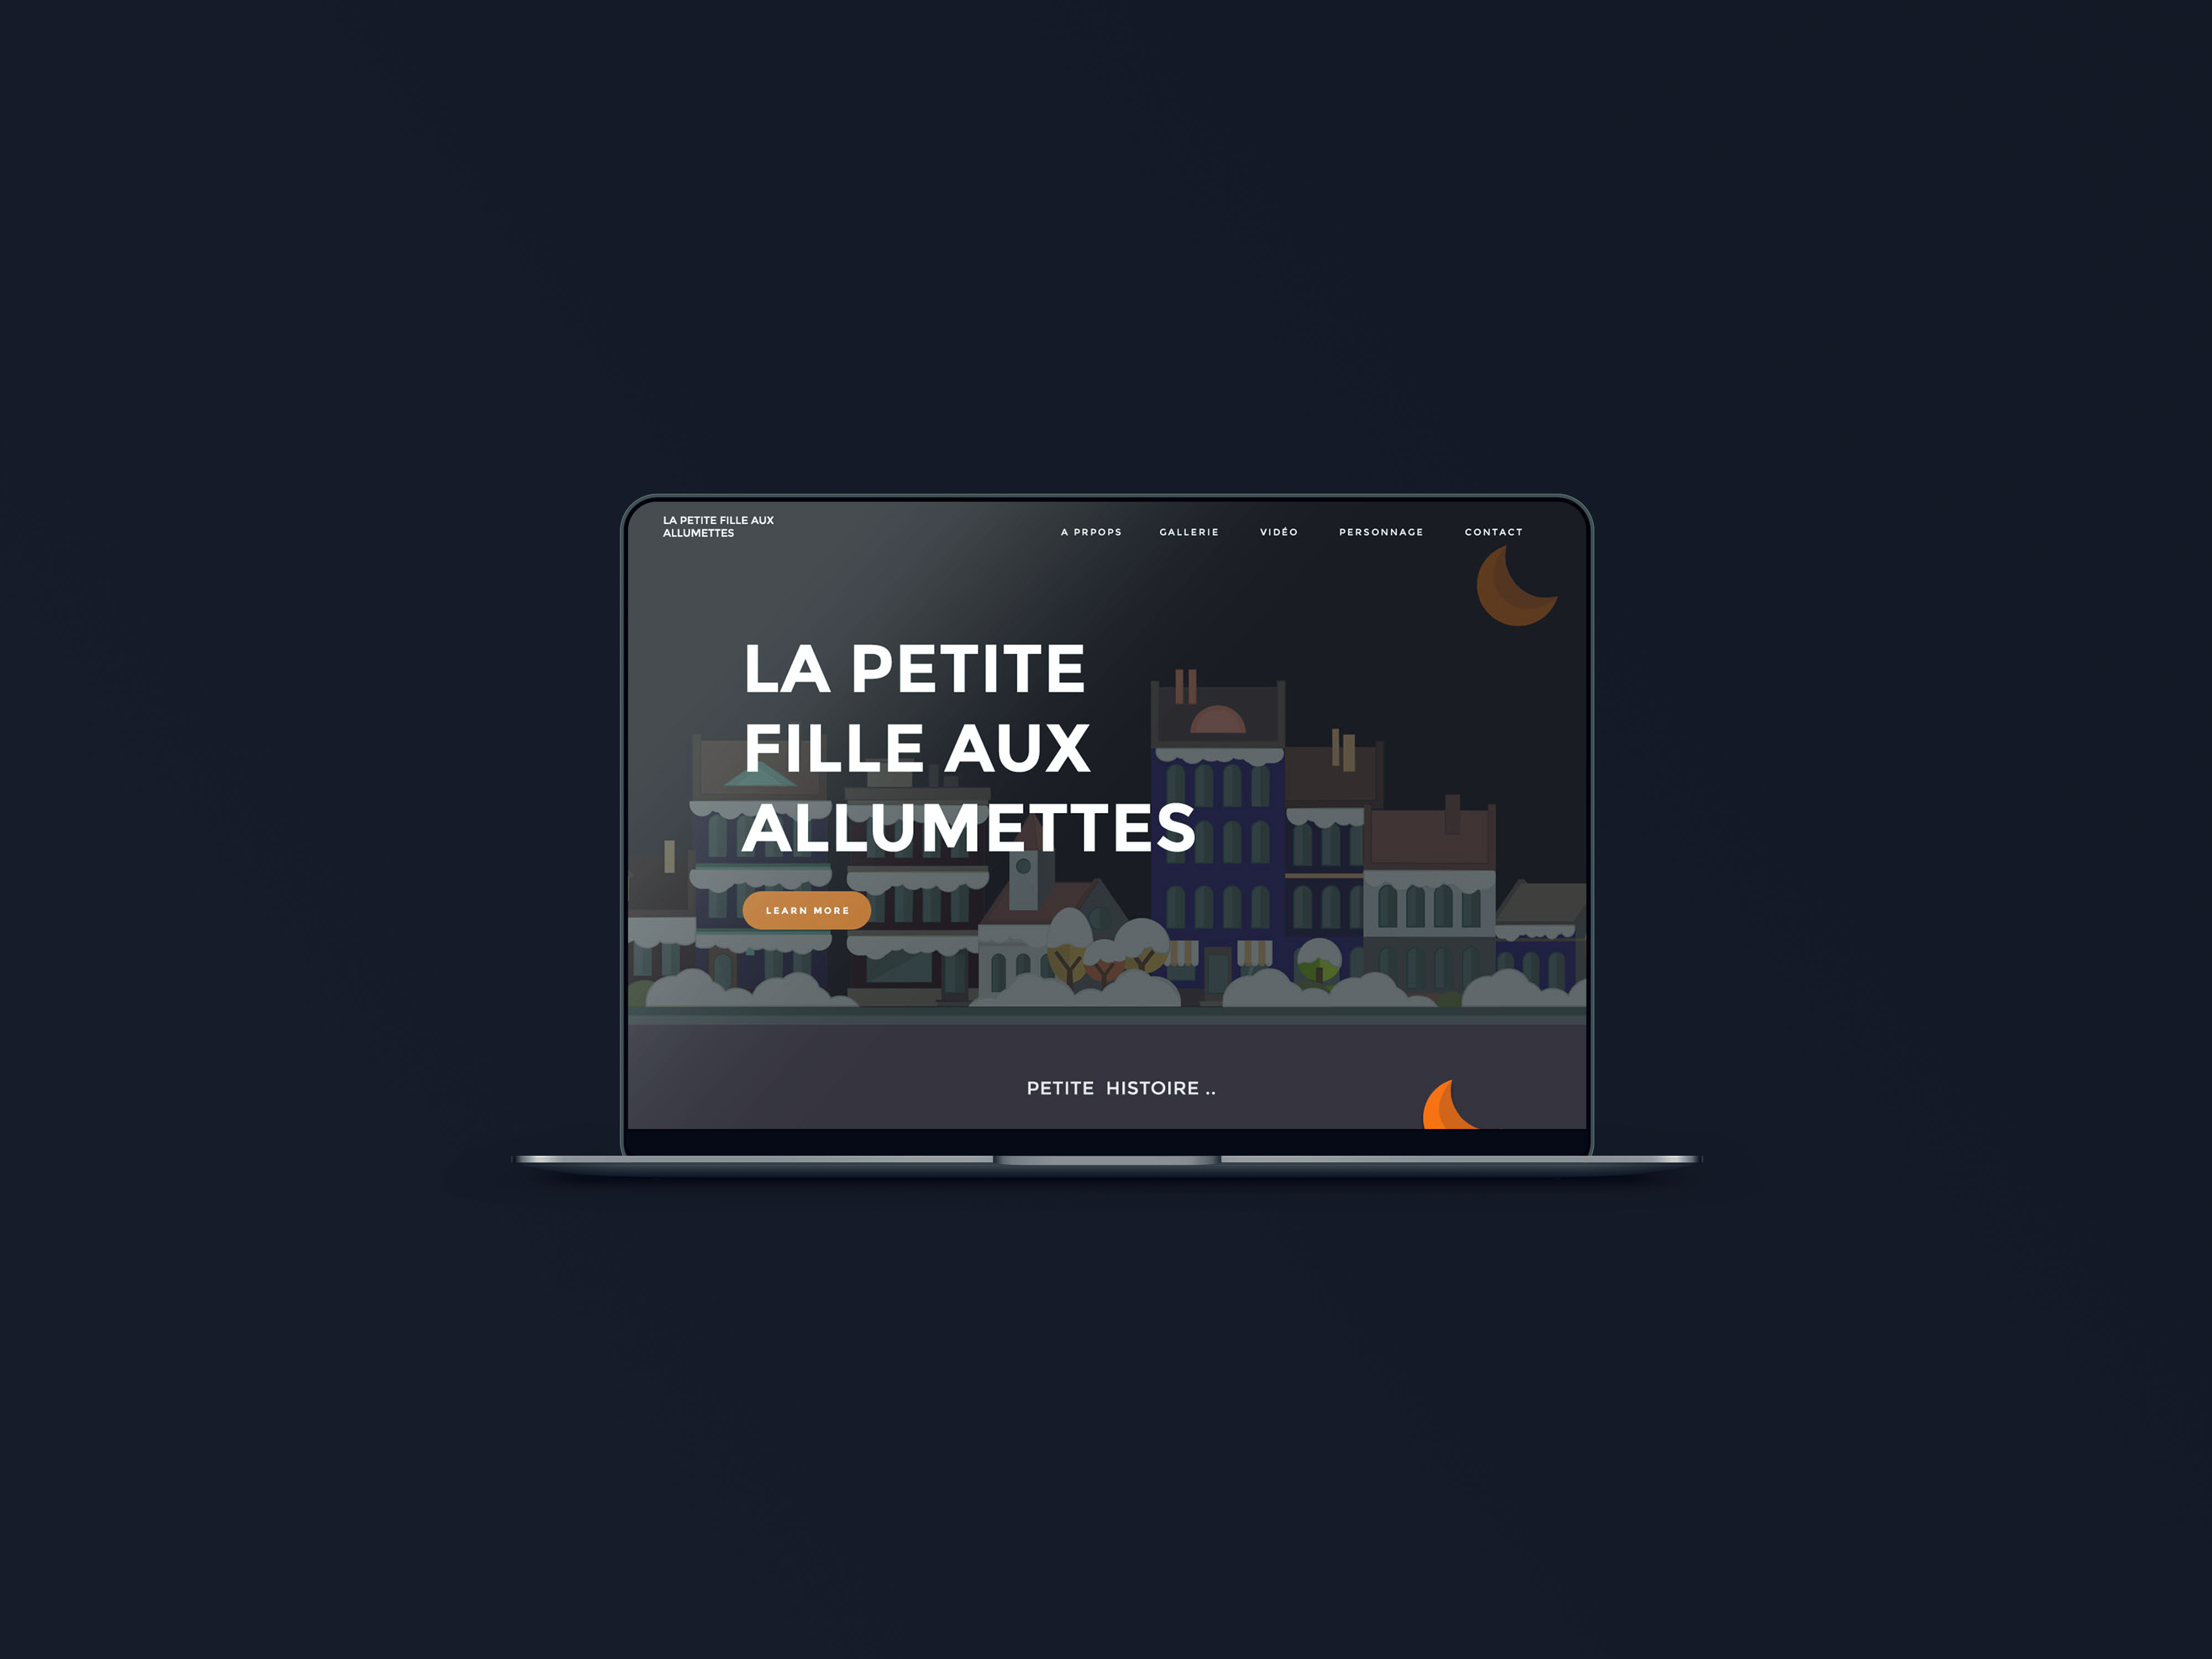 LA PETITE FILLE AUX
ALLUMETTES
A PRPOPS GALLERIE VIDÉO PERSONNAGE CONTACT
LA PETITE
FILLE AUX
ALLUMETTES
LEARN MORE
PETITE HISTOIRE ..